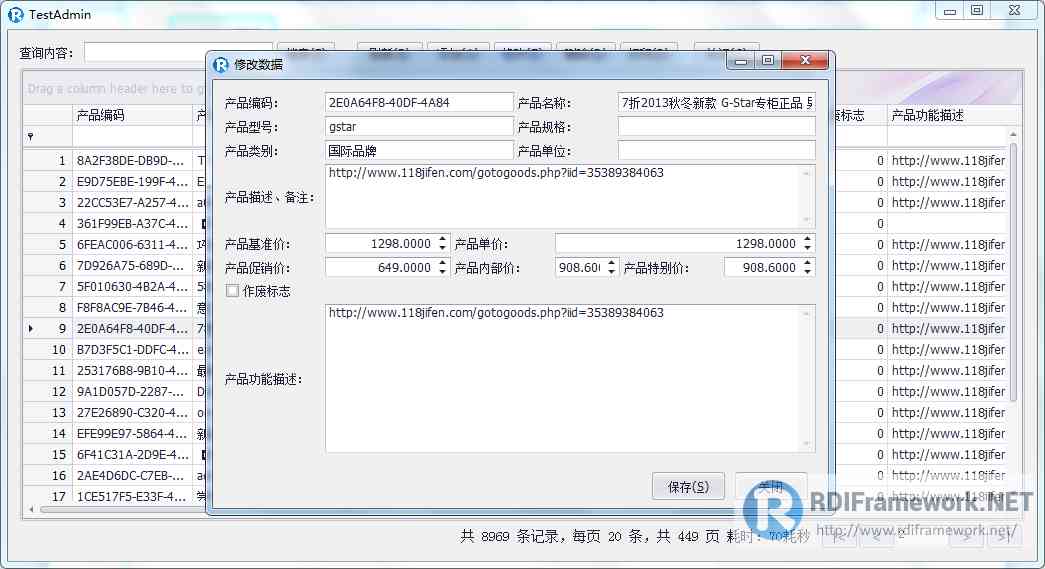 TestAdmin
查询内容：
Drag a column header here to g
修改数据
产品编码： 2E0A64F8-40DF-4A84 产品名称： 7折2013秋冬新款 G-Star专柜正品
产品型号： gstar 产品规格：
产品类别： 国际品牌 产品单位：
产品描述、备注： http://www.118jifen.com/gotogoods.php?iid=35389384063
产品基准价： 1298.0000 产品单价： 1298.0000
产品促销价： 649.0000 产品内部价： 908.600 产品特别价： 908.6000
作废标志
产品功能描述： http://www.118jifen.com/gotogoods.php?iid=35389384063
保存(S) 关闭
产品编码 标志 产品功能描述
1 8A2F38DE-DB9D-... 0 http://www.118jifer
2 E9D75EBE-199F-4... 0 http://www.118jifer
3 22CC53E7-A257-4... 0 http://www.118jifer
4 361F99EB-A37C-4... 0
5 6FEAC006-6311-4... 0 http://www.118jifer
6 7D926A75-689D-... 0 http://www.118jifer
7 5F010630-4B2A-4... 0 http://www.118jifer
8 F8F8AC9E-7B46-4... 0 http://www.118jifer
9 2E0A64F8-40DF-4... 0 http://www.118jifer
10 B7D3F5C1-DDFC-4... 0 http://www.118jifer
11 253176B8-9B10-4... 0 http://www.118jifer
12 9A1D057D-2287-... 0 http://www.118jifer
13 27E26890-C320-4... 0 http://www.118jifer
14 EFE99E97-5864-4... 0 http://www.118jifer
15 6F41C31A-2D9E-4... 0 http://www.118jifer
16 2AE4D6DC-C7EB-... 0 http://www.118jifer
17 1CE517F5-E33F-4... 0 http://www.118jifer
共 8969 条记录，每页 20 条，共 449 页 耗时：70耗秒
RDIFramework.NET
http://www.rdiframework.net/